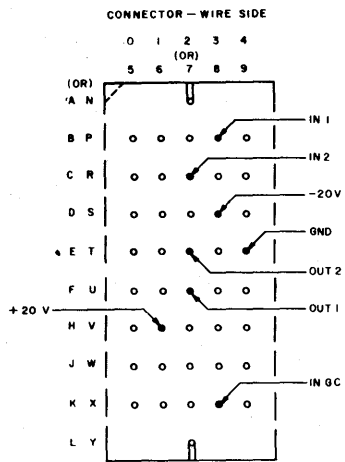 CONNECTOR — WIRE SIDE
0 1 2 3 4
(OR)
5 6 7 8 9
(OR)
A N
B P
IN 1
C R
IN 2
D S
-20V
GND
E T
OUT 2
F U
OUT 1
+20 V
H V
J W
IN GC
K X
L Y